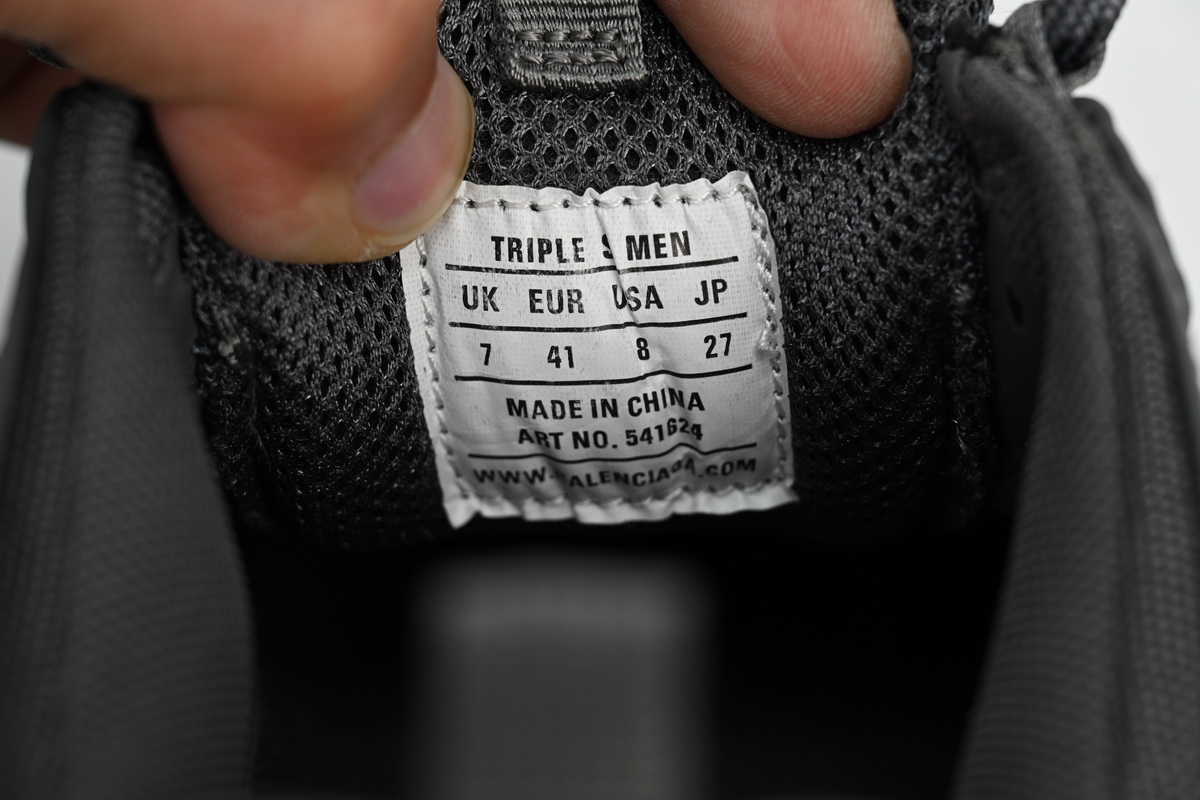 TRIPLE S MEN
UK EUR USA JP
7 41 8 27
MADE IN CHINA
ART NO. 541624
WWW.BALENCIAGA.COM